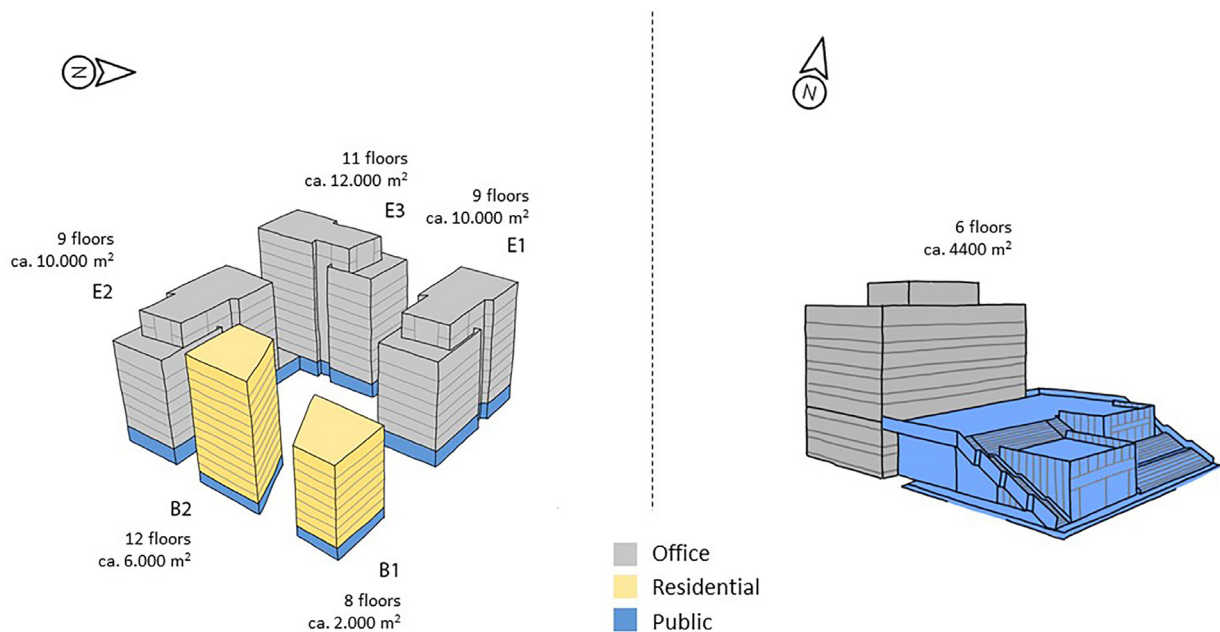 N
N
11 floors
ca. 12.000 m²
E3
9 floors
ca. 10.000 m²
E1
9 floors
ca. 10.000 m²
E2
6 floors
ca. 4400 m²
B2
12 floors
ca. 6.000 m²
B1
8 floors
ca. 2.000 m²
Office
Residential
Public